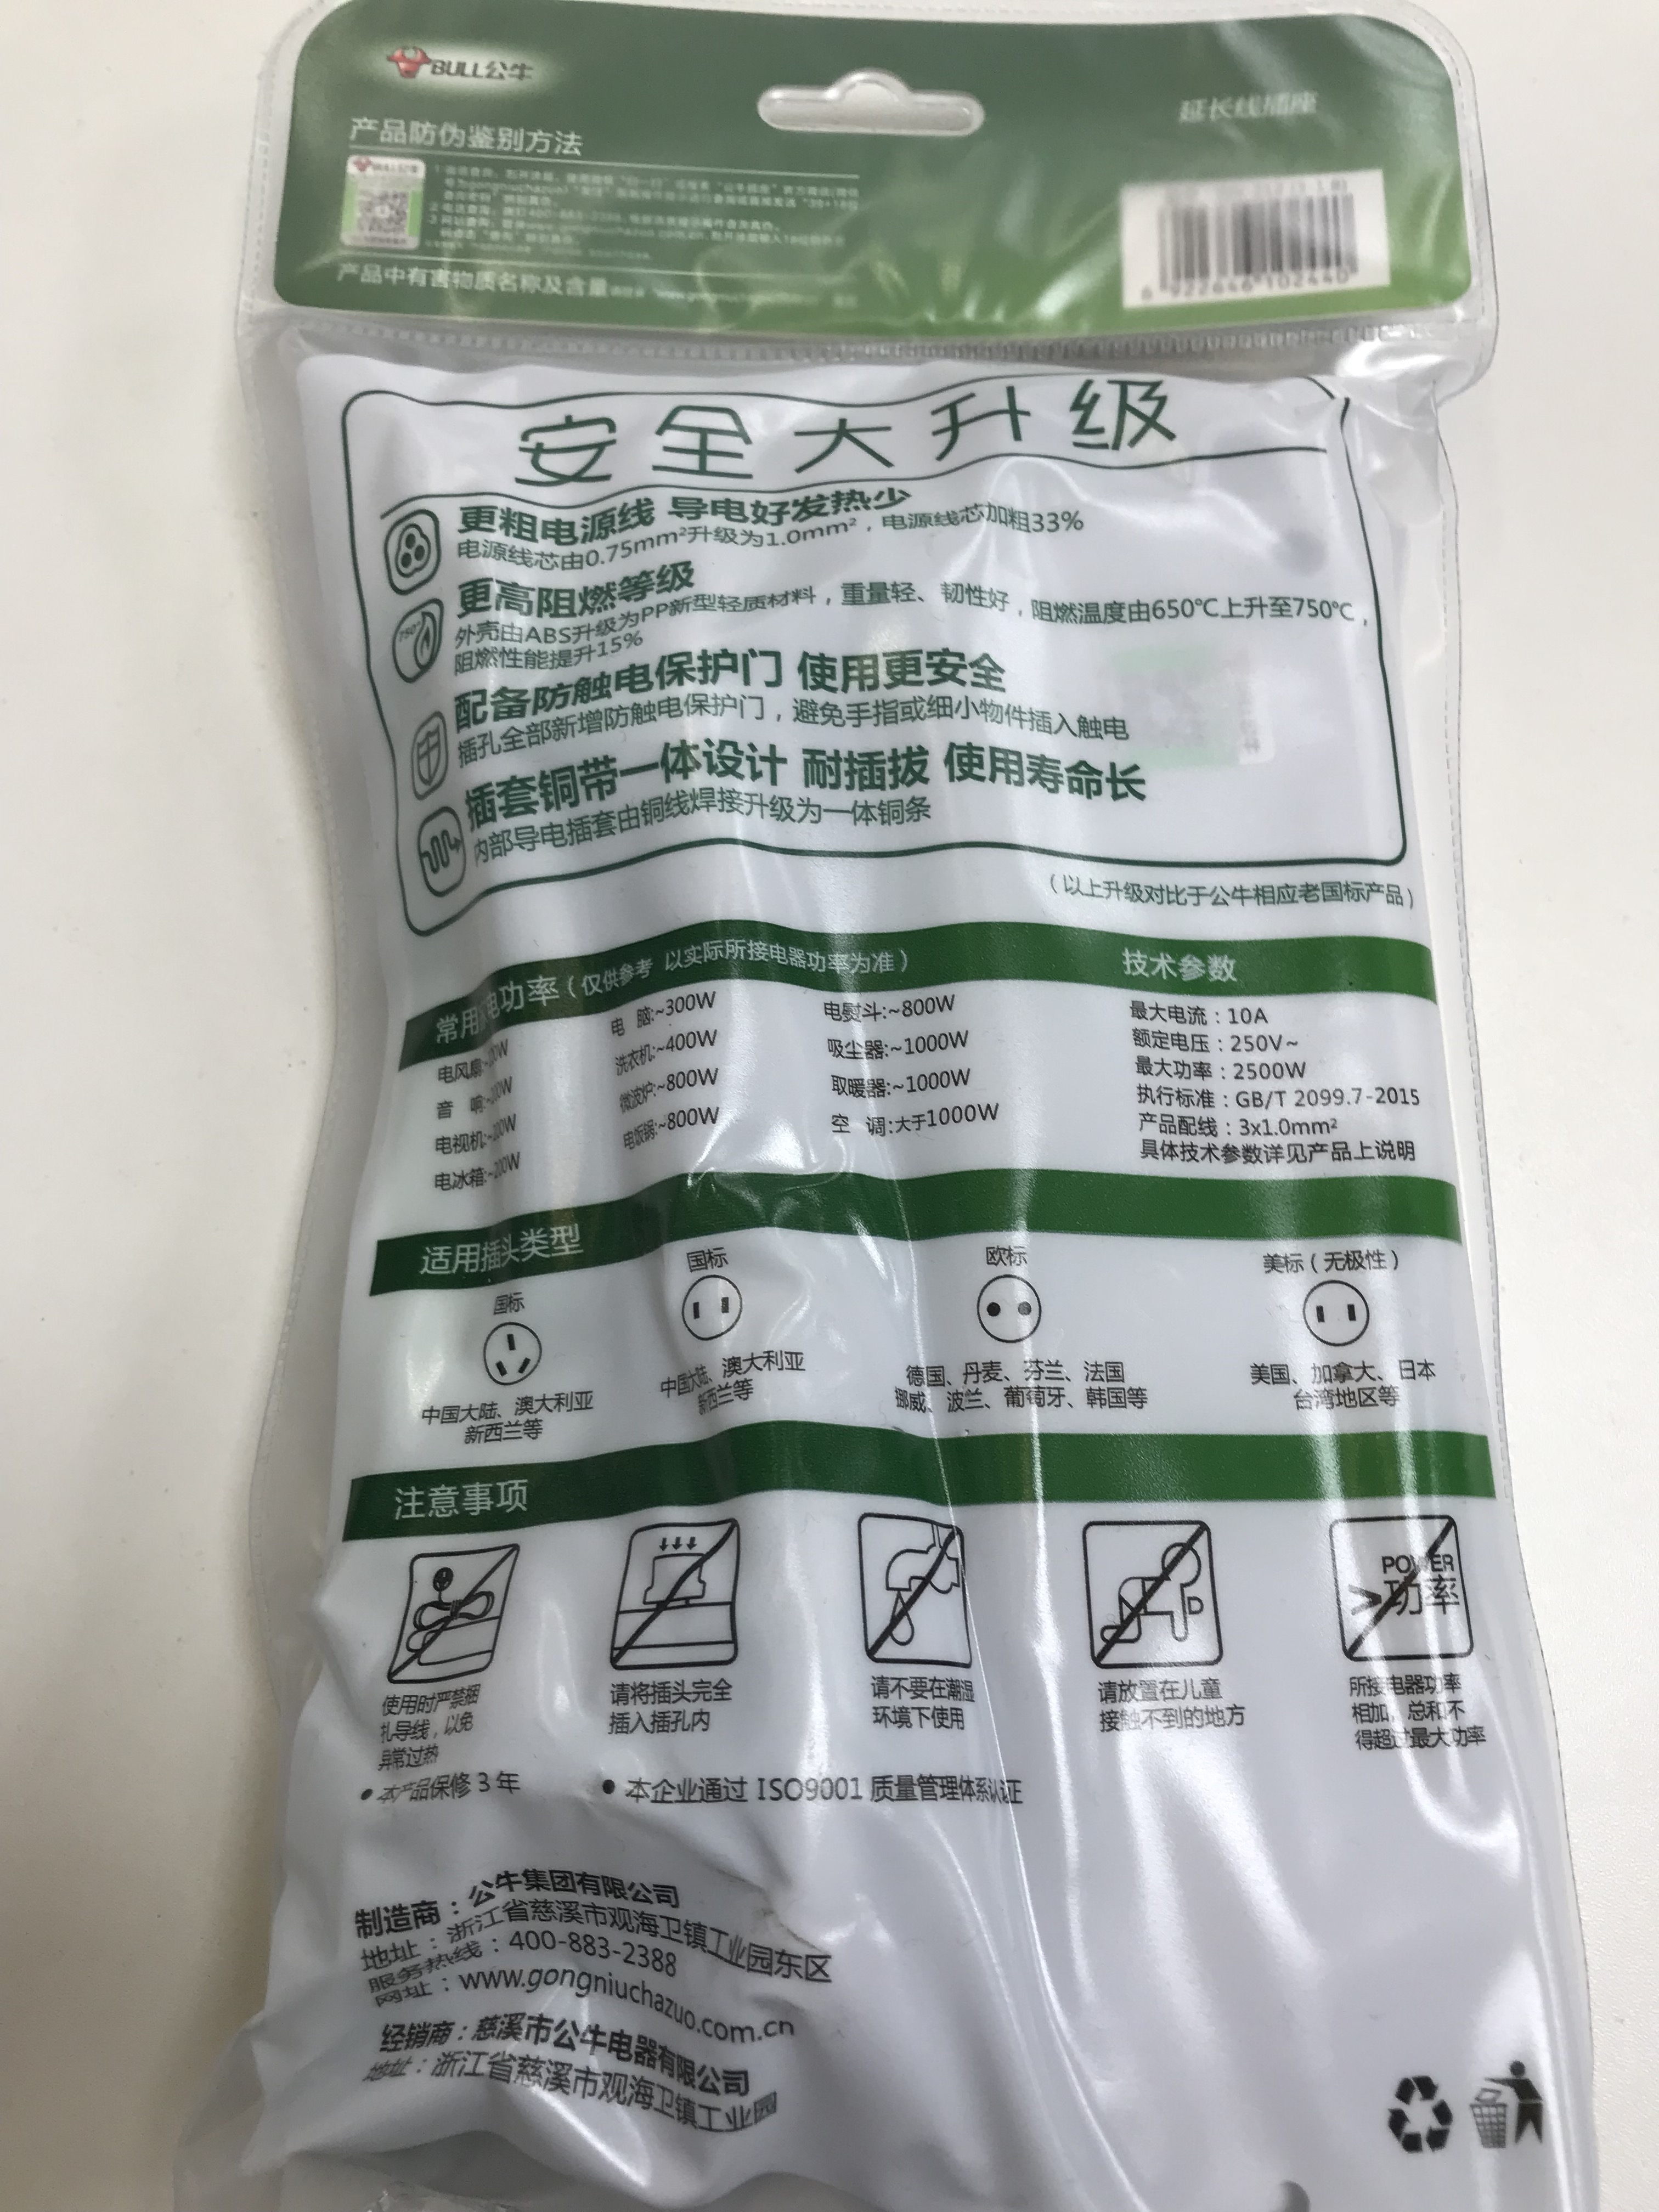 BULL公牛
延长线插座
产品防伪鉴别方法
产品中有害物质名称及含量
6 922646 102440
安全大升级
更粗电源线 导电好发热少
电源线芯由0.75mm²升级为1.0mm²，电源线芯加粗33%
更高阻燃等级
750°
外壳由ABS升级为PP新型轻质材料，重量轻、韧性好，阻燃温度由650℃上升至750℃，
阻燃性能提升15%
配备防触电保护门 使用更安全
插孔全部新增防触电保护门，避免手指或细小物件插入触电
插套铜带一体设计 耐插拔 使用寿命长
内部导电插套由铜线焊接升级为一体铜条
（以上升级对比于公牛相应老国标产品）
常用 电功率（仅供参考 以实际所接电器功率为准）
电风扇:
音 响:
电视机:
电冰箱:~200W
电 脑:~300W
洗衣机:~400W
微波炉:~800W
电饭锅:~800W
电熨斗:~800W
吸尘器:~1000W
取暖器:~1000W
空 调:大于1000W
技术参数
最大电流：10A
额定电压：250V~
最大功率：2500W
执行标准：GB/T 2099.7-2015
产品配线：3x1.0mm²
具体技术参数详见产品上说明
适用插头类型
国标
中国大陆、澳大利亚
新西兰等
国标
中国大陆、澳大利亚
新西兰等
欧标
德国、丹麦、芬兰、法国
挪威、波兰、葡萄牙、韩国等
美标（无极性）
美国、加拿大、日本
台湾地区等
注意事项
使用时严禁捆
扎导线，以免
异常过热
请将插头完全
插入插孔内
请不要在潮湿
环境下使用
请放置在儿童
接触不到的地方
POWER
>功率
所接电器功率
相加，总和不
得超过最大功率
●本产品保修 3 年
●本企业通过 ISO9001 质量管理体系认证
制造商：公牛集团有限公司
地址：浙江省慈溪市观海卫镇工业园东区
服务热线：400-883-2388
网址：www.gongniuchazuo.com.cn
经销商：慈溪市公牛电器有限公司
地址：浙江省慈溪市观海卫镇工业园